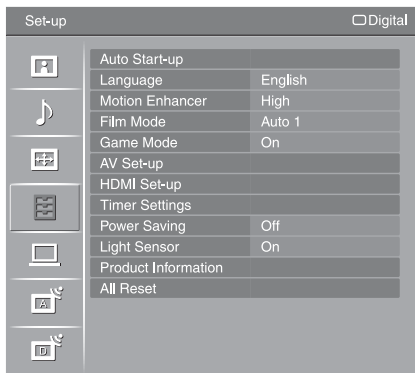 Set-up Digital
Auto Start-up
Language English
Motion Enhancer High
Film Mode Auto 1
Game Mode On
AV Set-up
HDMI Set-up
Timer Settings
Power Saving Off
Light Sensor On
Product Information
All Reset
A
D